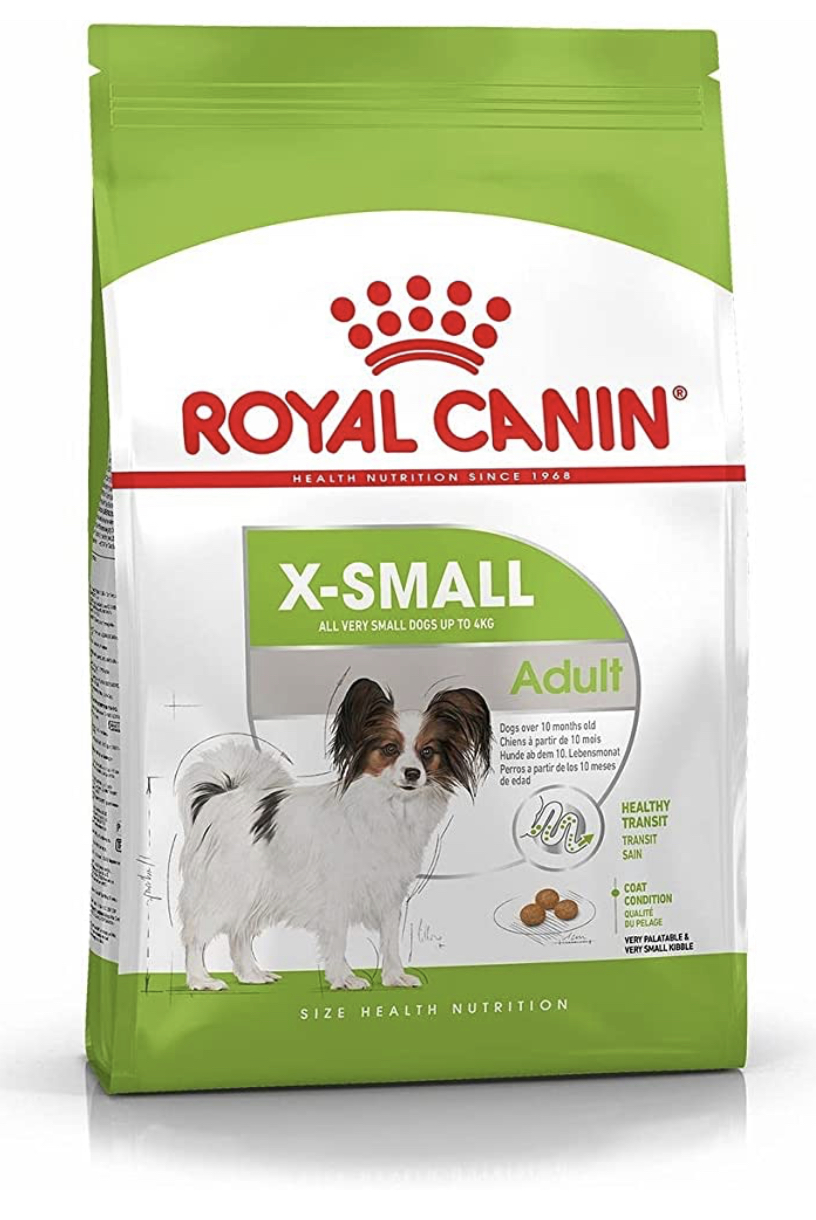 ROYAL CANIN®
HEALTH NUTRITION SINCE 1968
X-SMALL
ALL VERY SMALL DOGS UP TO 4KG
Adult
Dogs over 10 months old
Chiens à partir de 10 mois
Hunde ab dem 10. Lebensmonat
Perros a partir de los 10 meses
de edad
HEALTHY
TRANSIT
TRANSIT
SAIN
COAT
CONDITION
QUALITÉ
DU PELAGE
VERY PALATABLE &
VERY SMALL KIBBLE
SIZE HEALTH NUTRITION